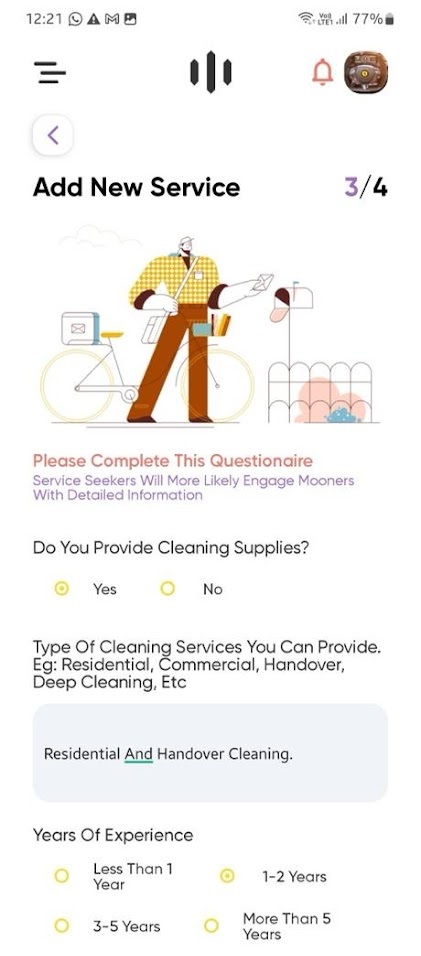 12:21
Vo))
LTE1
77%
Add New Service
3/4
Please Complete This Questionaire
Service Seekers Will More Likely Engage Mooners
With Detailed Information
Do You Provide Cleaning Supplies?
Yes
No
Type Of Cleaning Services You Can Provide.
Eg: Residential, Commercial, Handover,
Deep Cleaning, Etc
Residential And Handover Cleaning.
Years Of Experience
Less Than 1
Year
1-2 Years
3-5 Years
More Than 5
Years